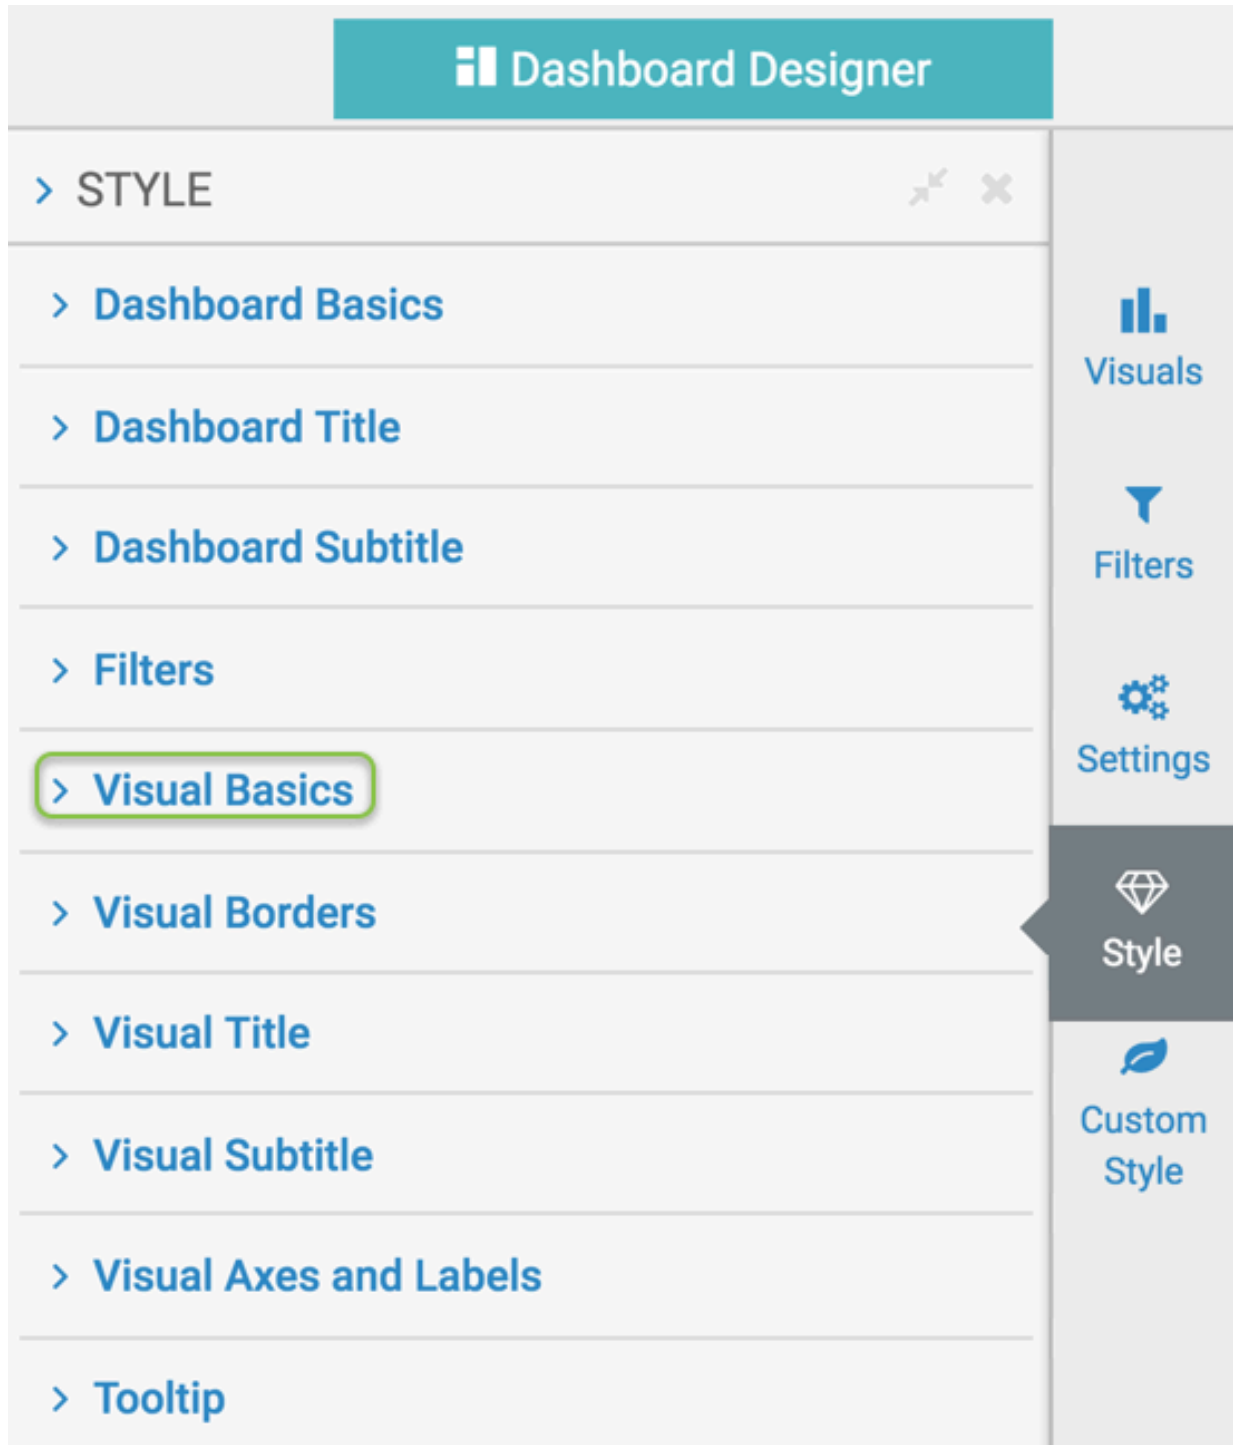 Dashboard Designer
STYLE
Dashboard Basics
Dashboard Title
Dashboard Subtitle
Filters
Visual Basics
Visual Borders
Visual Title
Visual Subtitle
Visual Axes and Labels
Tooltip
Visuals
Filters
Settings
Style
Custom
Style